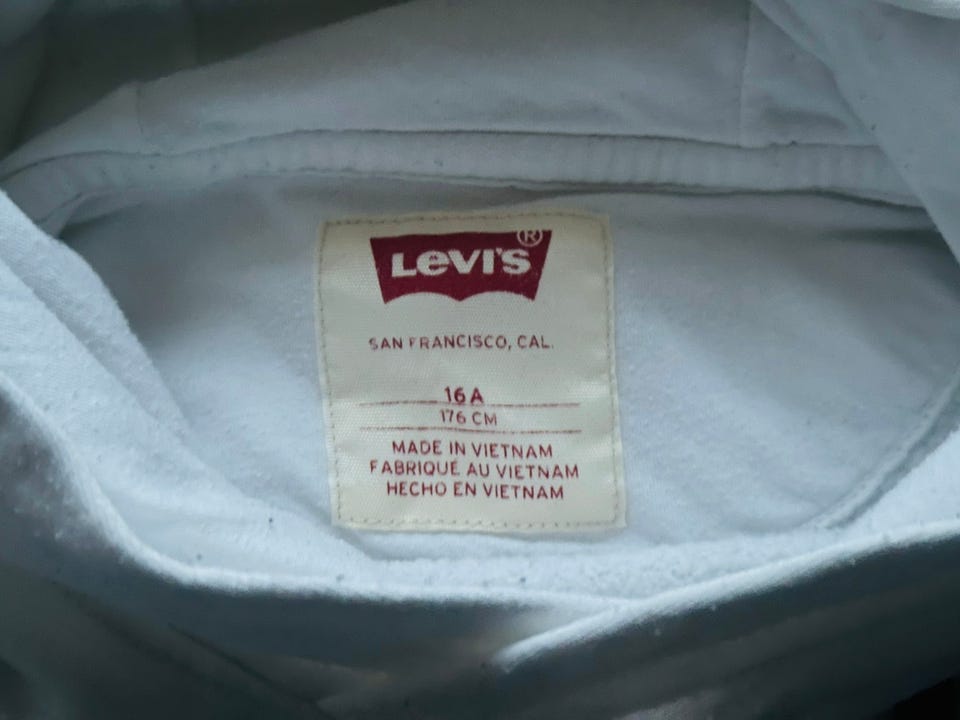 LEVI'S ®
SAN FRANCISCO, CAL.
16 A
176 CM
MADE IN VIETNAM
FABRIQUÉ AU VIETNAM
HECHO EN VIETNAM